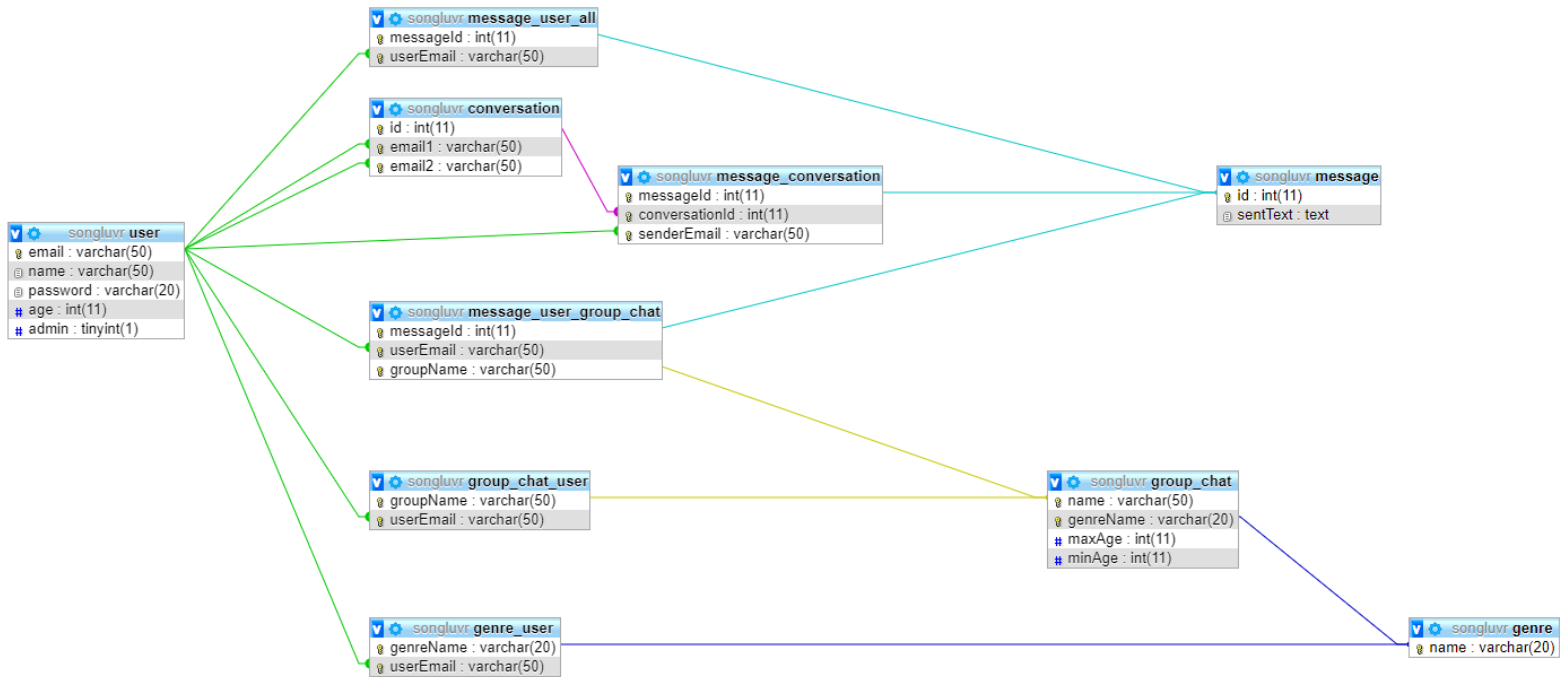 songluvr message_user_all
messageId : int(11)
userEmail : varchar(50)
songluvr conversation
id : int(11)
email1 : varchar(50)
email2 : varchar(50)
songluvr message_conversation
messageId : int(11)
conversationId : int(11)
senderEmail : varchar(50)
songluvr message
id : int(11)
sentText : text
songluvr user
email : varchar(50)
name : varchar(50)
password : varchar(20)
age : int(11)
admin : tinyint(1)
songluvr message_user_group_chat
messageId : int(11)
userEmail : varchar(50)
groupName : varchar(50)
songluvr group_chat_user
groupName : varchar(50)
userEmail : varchar(50)
songluvr group_chat
name : varchar(50)
genreName : varchar(20)
maxAge : int(11)
minAge : int(11)
songluvr genre_user
genreName : varchar(20)
userEmail : varchar(50)
songluvr genre
name : varchar(20)